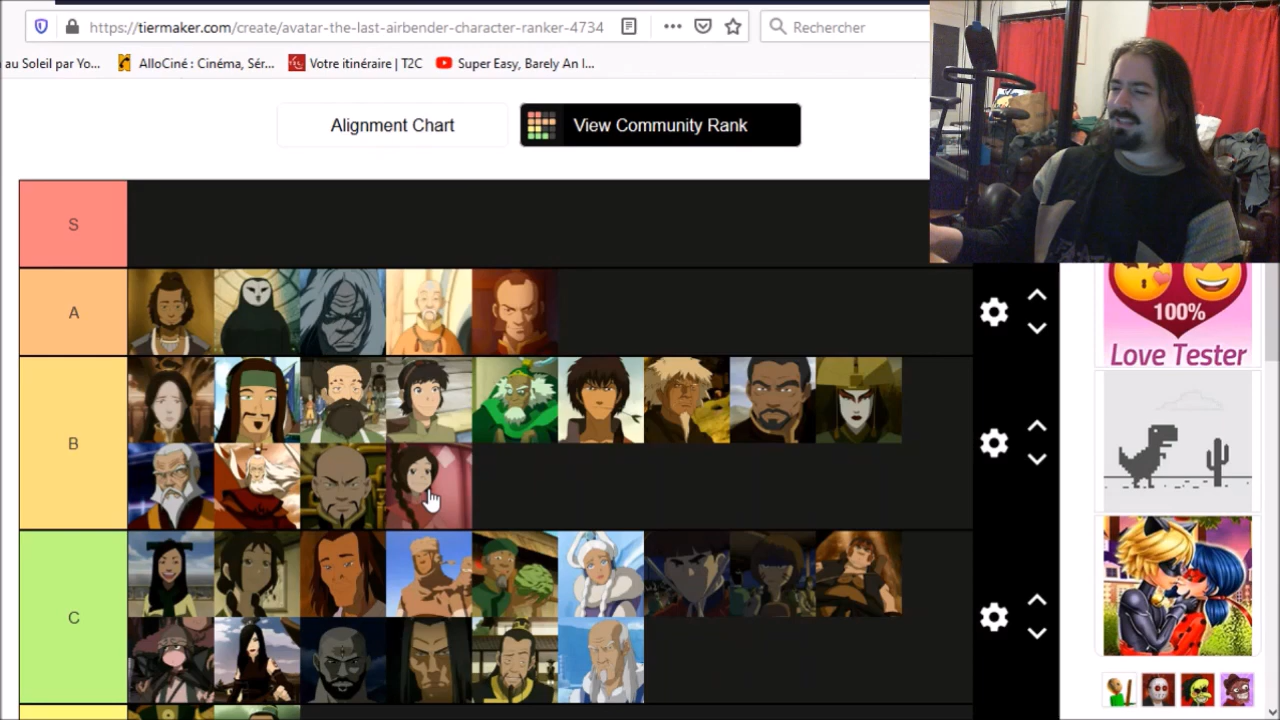 https://tiermaker.com/create/avatar-the-last-airbender-character-ranker-4734
Rechercher
au Soleil par Yo...
AlloCiné : Cinéma, Sér...
Votre itinéraire | T2C
Super Easy, Barely An I...
Alignment Chart
View Community Rank
S
A
B
C
100%
Love Tester